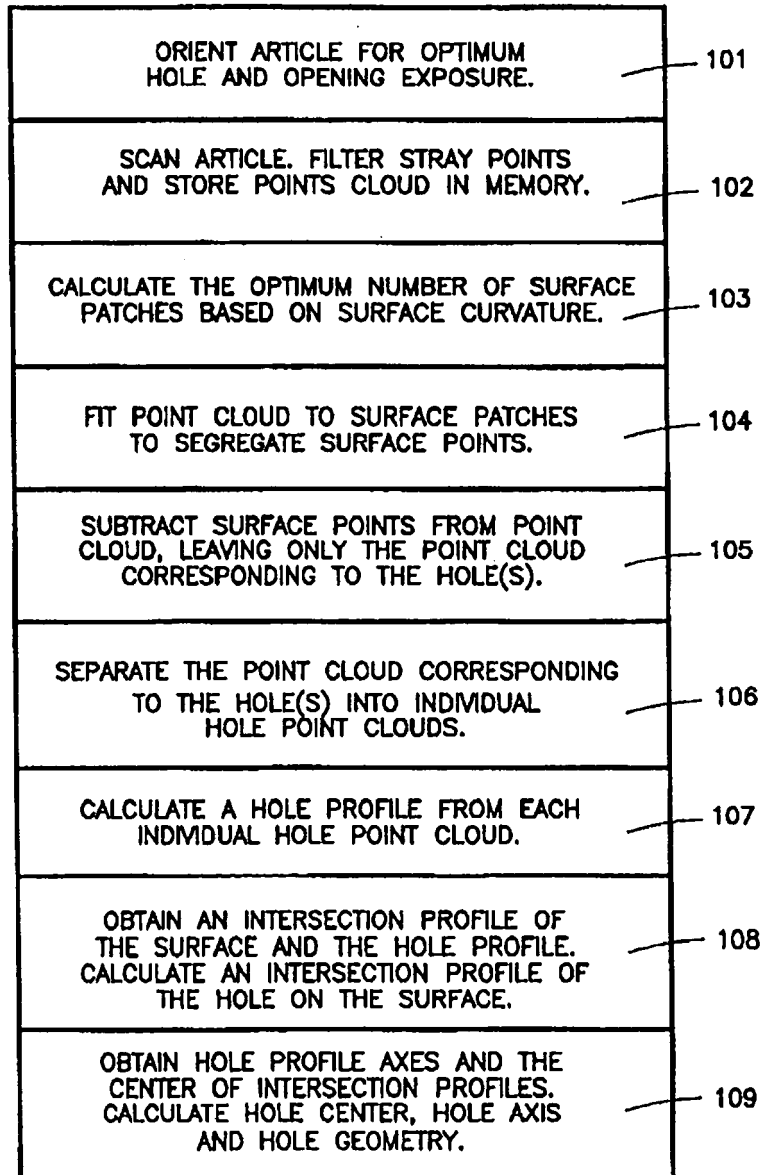 ORIENT ARTICLE FOR OPTIMUM
HOLE AND OPENING EXPOSURE.
101
SCAN ARTICLE. FILTER STRAY POINTS
AND STORE POINTS CLOUD IN MEMORY.
102
CALCULATE THE OPTIMUM NUMBER OF SURFACE
PATCHES BASED ON SURFACE CURVATURE.
103
FIT POINT CLOUD TO SURFACE PATCHES
TO SEGREGATE SURFACE POINTS.
104
SUBTRACT SURFACE POINTS FROM POINT
CLOUD, LEAVING ONLY THE POINT CLOUD
CORRESPONDING TO THE HOLE(S).
105
SEPARATE THE POINT CLOUD CORRESPONDING
TO THE HOLE(S) INTO INDIVIDUAL
HOLE POINT CLOUDS.
106
CALCULATE A HOLE PROFILE FROM EACH
INDIVIDUAL HOLE POINT CLOUD.
107
OBTAIN AN INTERSECTION PROFILE OF
THE SURFACE AND THE HOLE PROFILE.
CALCULATE AN INTERSECTION PROFILE OF
THE HOLE ON THE SURFACE.
108
OBTAIN HOLE PROFILE AXES AND THE
CENTER OF INTERSECTION PROFILES.
CALCULATE HOLE CENTER, HOLE AXIS
AND HOLE GEOMETRY.
109